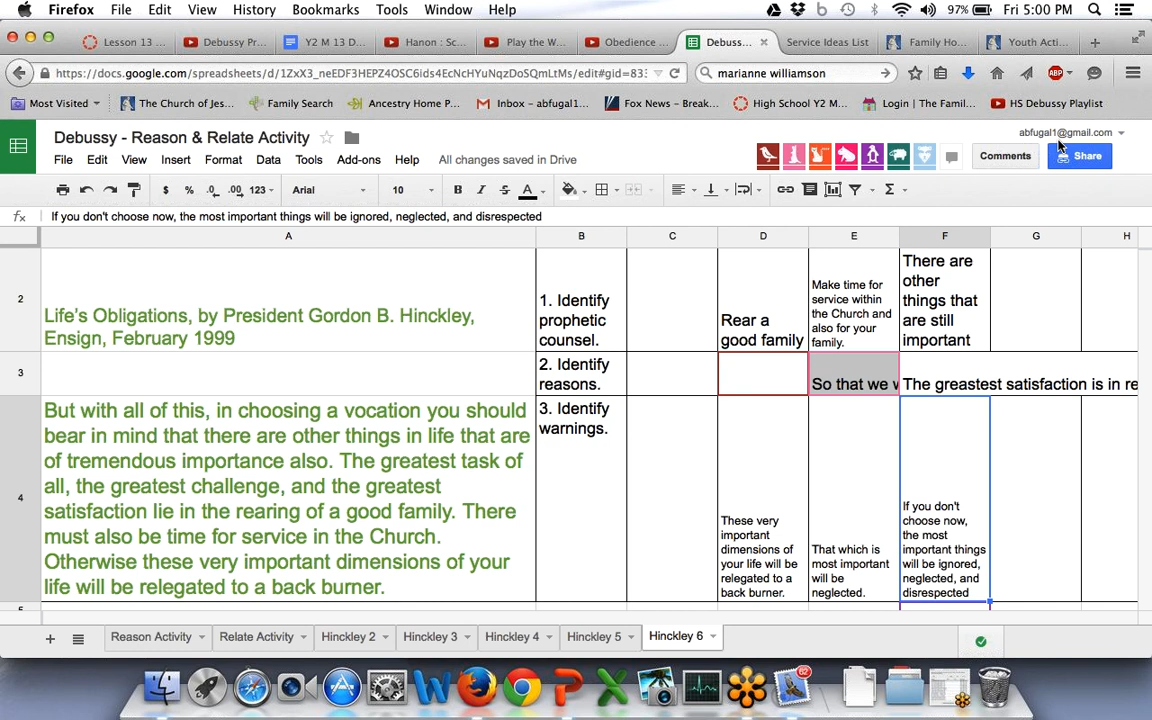 Firefox File Edit View History Bookmarks Tools Window Help 97% Fri 5:00 PM
Lesson 13 ... Debussy Pr... Y2 M 13 D... Hanon : Sc... Play the W... Obedience ... Debuss... Service Ideas List Family Ho... Youth Acti...
marianne williamson
Most Visited The Church of Jes... Family Search Ancestry Home P... Inbox - abfugal1... Fox News – Break... High School Y2 M... Login | The Famil... HS Debussy Playlist
Debussy - Reason & Relate Activity abfugal1@gmail.com
File Edit View Insert Format Data Tools Add-ons Help All changes saved in Drive Comments Share
$ % .0 .00 123 Arial 10 B I S A
fx If you don't choose now, the most important things will be ignored, neglected, and disrespected
A B C D E F G H
2
Life's Obligations, by President Gordon B. Hinckley,
Ensign, February 1999
1. Identify
prophetic
counsel.
Rear a
good family
Make time for
service within
the Church and
also for your
family.
There are
other
things that
are still
important
3
2. Identify
reasons.
So that we w
The greastest satisfaction is in re
4
But with all of this, in choosing a vocation you should
bear in mind that there are other things in life that are
of tremendous importance also. The greatest task of
all, the greatest challenge, and the greatest
satisfaction lie in the rearing of a good family. There
must also be time for service in the Church.
Otherwise these very important dimensions of your
life will be relegated to a back burner.
3. Identify
warnings.
These very
important
dimensions of
your life will be
relegated to a
back burner.
That which is
most important
will be
neglected.
If you don't
choose now,
the most
important things
will be ignored,
neglected, and
disrespected
5
Reason Activity Relate Activity Hinckley 2 Hinckley 3 Hinckley 4 Hinckley 5 Hinckley 6
62